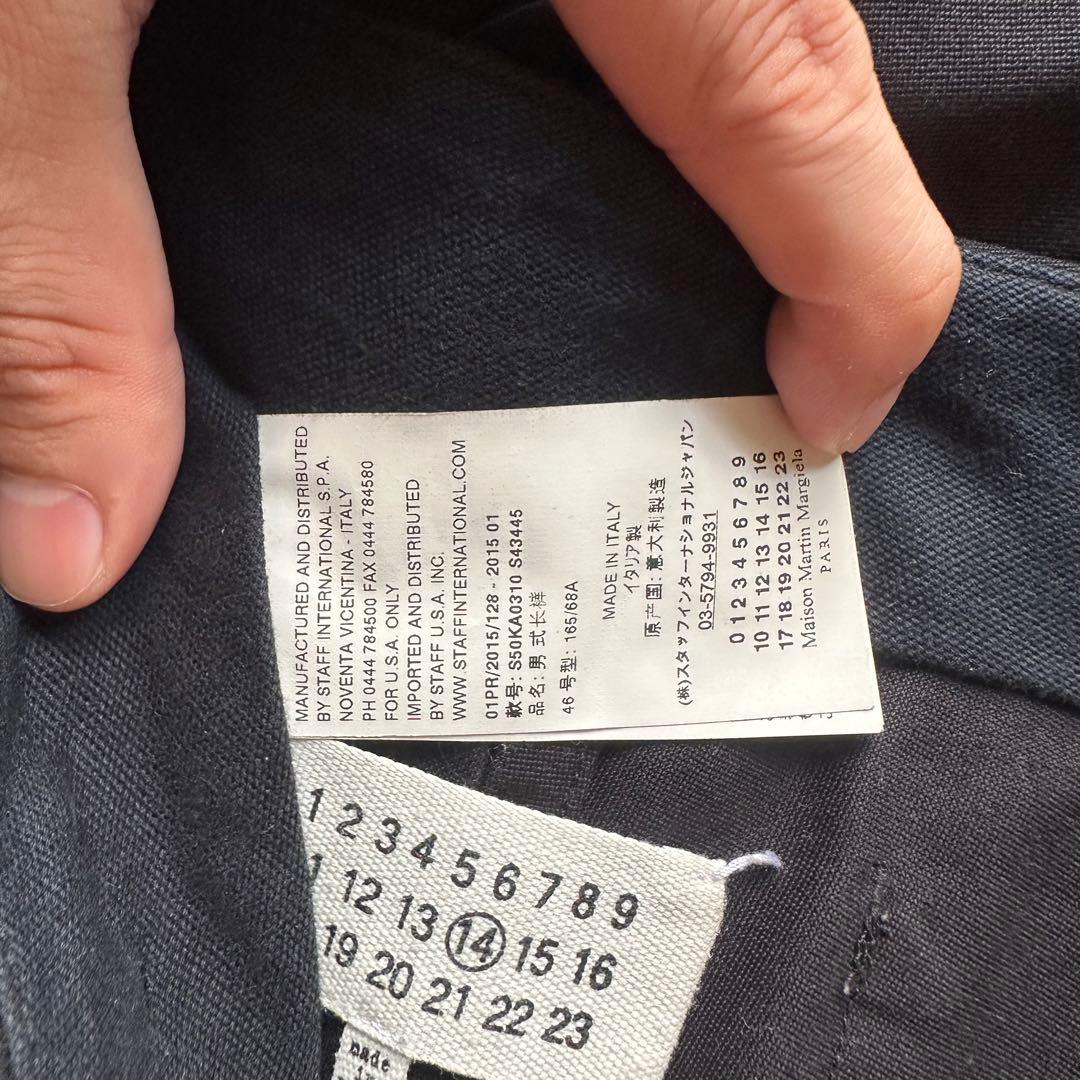 MANUFACTURED AND DISTRIBUTED
BY STAFF INTERNATIONAL S.P.A.
NOVENTA VICENTINA - ITALY
PH 0444 784500 FAX 0444 784580
FOR U.S.A. ONLY
IMPORTED AND DISTRIBUTED
BY STAFF U.S.A. INC.
WWW.STAFFINTERNATIONAL.COM
01PR/2015/128 - 2015 01
款号: S50KA0310 S43445
品名: 男 式 长 裤
46 号型: 165/68A
MADE IN ITALY
イタリア製
原产国: 意大利製造
(株)スタッフインターナショナルジャパン
03-5794-9931
0 1 2 3 4 5 6 7 8 9
10 11 12 13 14 15 16
17 18 19 20 21 22 23
Maison Martin Margiela
PARIS
1 2 3 4 5 6 7 8 9
1 12 13 14 15 16
19 20 21 22 23
made